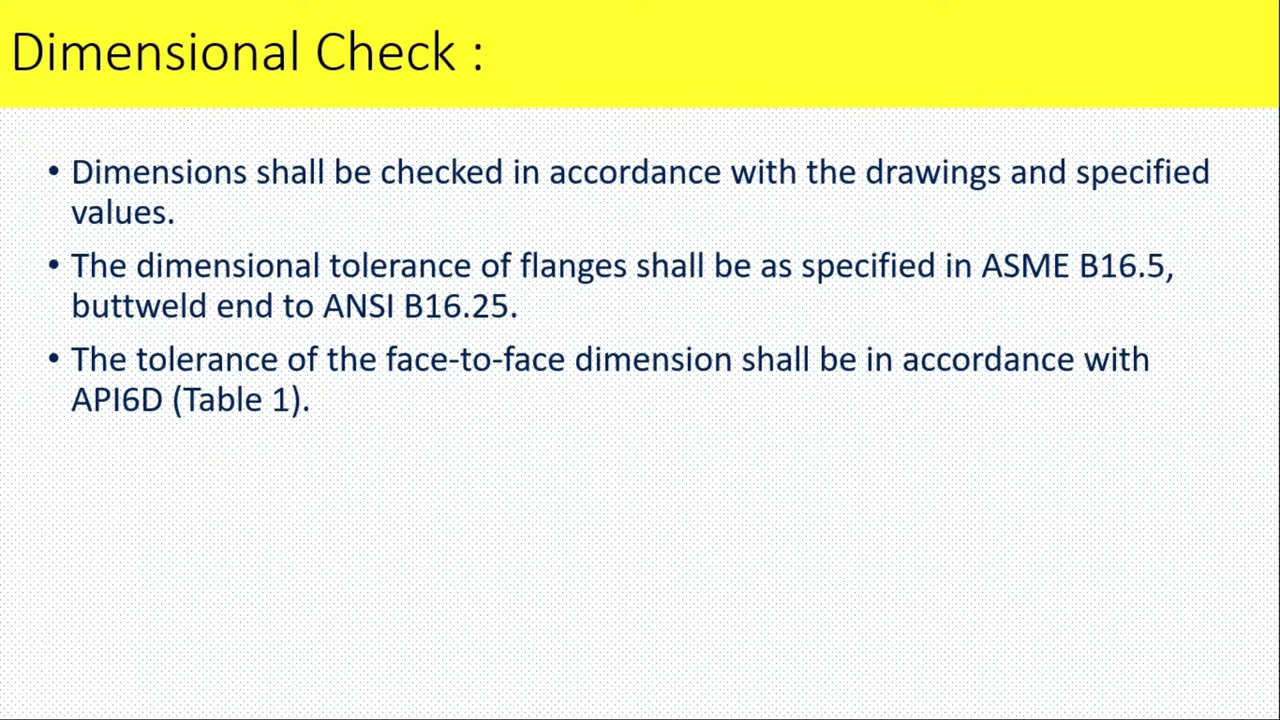 Dimensional Check :
• Dimensions shall be checked in accordance with the drawings and specified
values.
• The dimensional tolerance of flanges shall be as specified in ASME B16.5,
buttweld end to ANSI B16.25.
• The tolerance of the face-to-face dimension shall be in accordance with
API6D (Table 1).